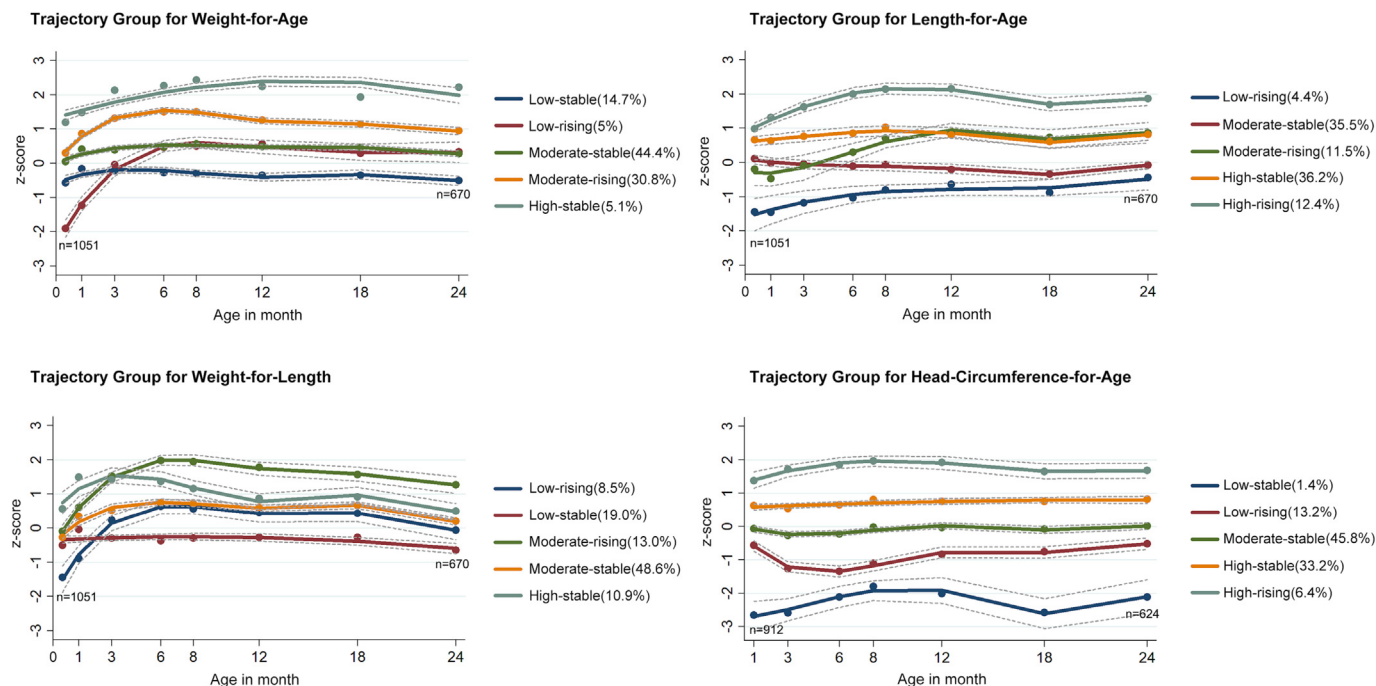 Trajectory Group for Weight-for-Age
3
2
1
0
-1
-2
-3
z-score
n=1051
n=670
0 1 3 6 8 12 18 24
Age in month
Low-stable(14.7%)
Low-rising(5%)
Moderate-stable(44.4%)
Moderate-rising(30.8%)
High-stable(5.1%)
Trajectory Group for Length-for-Age
3
2
1
0
-1
-2
-3
z-score
n=1051
n=670
0 1 3 6 8 12 18 24
Age in month
Low-rising(4.4%)
Moderate-stable(35.5%)
Moderate-rising(11.5%)
High-stable(36.2%)
High-rising(12.4%)
Trajectory Group for Weight-for-Length
3
2
1
0
-1
-2
-3
z-score
n=1051
n=670
0 1 3 6 8 12 18 24
Age in month
Low-rising(8.5%)
Low-stable(19.0%)
Moderate-rising(13.0%)
Moderate-stable(48.6%)
High-stable(10.9%)
Trajectory Group for Head-Circumference-for-Age
3
2
1
0
-1
-2
-3
z-score
n=912
n=624
1 3 6 8 12 18 24
Age in month
Low-stable(1.4%)
Low-rising(13.2%)
Moderate-stable(45.8%)
High-stable(33.2%)
High-rising(6.4%)